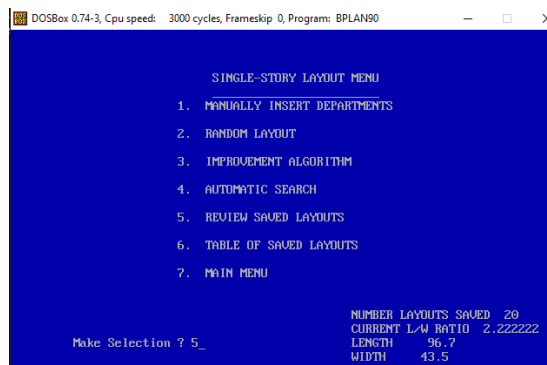 DOSBox 0.74-3, Cpu speed: 3000 cycles, Frameskip 0, Program: BPLAN90
SINGLE-STORY LAYOUT MENU
1. MANUALLY INSERT DEPARTMENTS
2. RANDOM LAYOUT
3. IMPROVEMENT ALGORITHM
4. AUTOMATIC SEARCH
5. REVIEW SAVED LAYOUTS
6. TABLE OF SAVED LAYOUTS
7. MAIN MENU
NUMBER LAYOUTS SAVED 20
CURRENT L/W RATIO 2.222222
Make Selection ? 5_ LENGTH 96.7
WIDTH 43.5